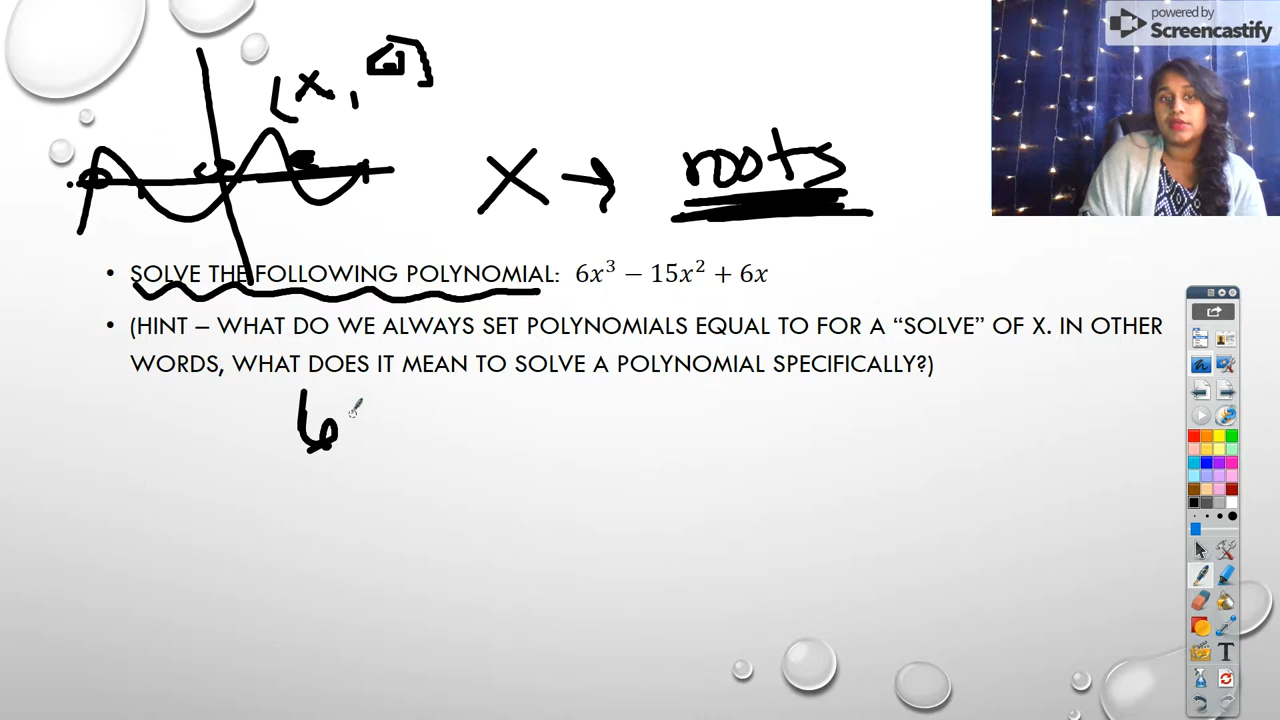 powered by
Screencastify
(x, 0)
X → roots
• SOLVE THE FOLLOWING POLYNOMIAL: 6x³ − 15x² + 6x
• (HINT – WHAT DO WE ALWAYS SET POLYNOMIALS EQUAL TO FOR A “SOLVE” OF X. IN OTHER
WORDS, WHAT DOES IT MEAN TO SOLVE A POLYNOMIAL SPECIFICALLY?)
6
T